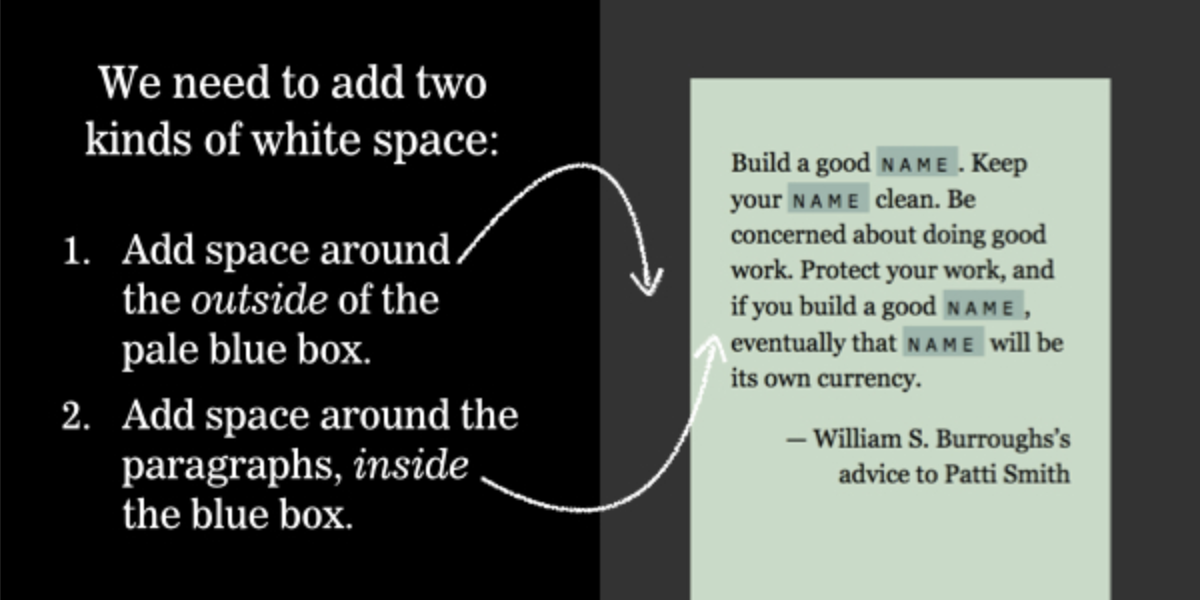 We need to add two
kinds of white space:
1. Add space around
the outside of the
pale blue box.
2. Add space around the
paragraphs, inside
the blue box.
Build a good NAME. Keep
your NAME clean. Be
concerned about doing good
work. Protect your work, and
if you build a good NAME,
eventually that NAME will be
its own currency.
— William S. Burroughs’s
advice to Patti Smith